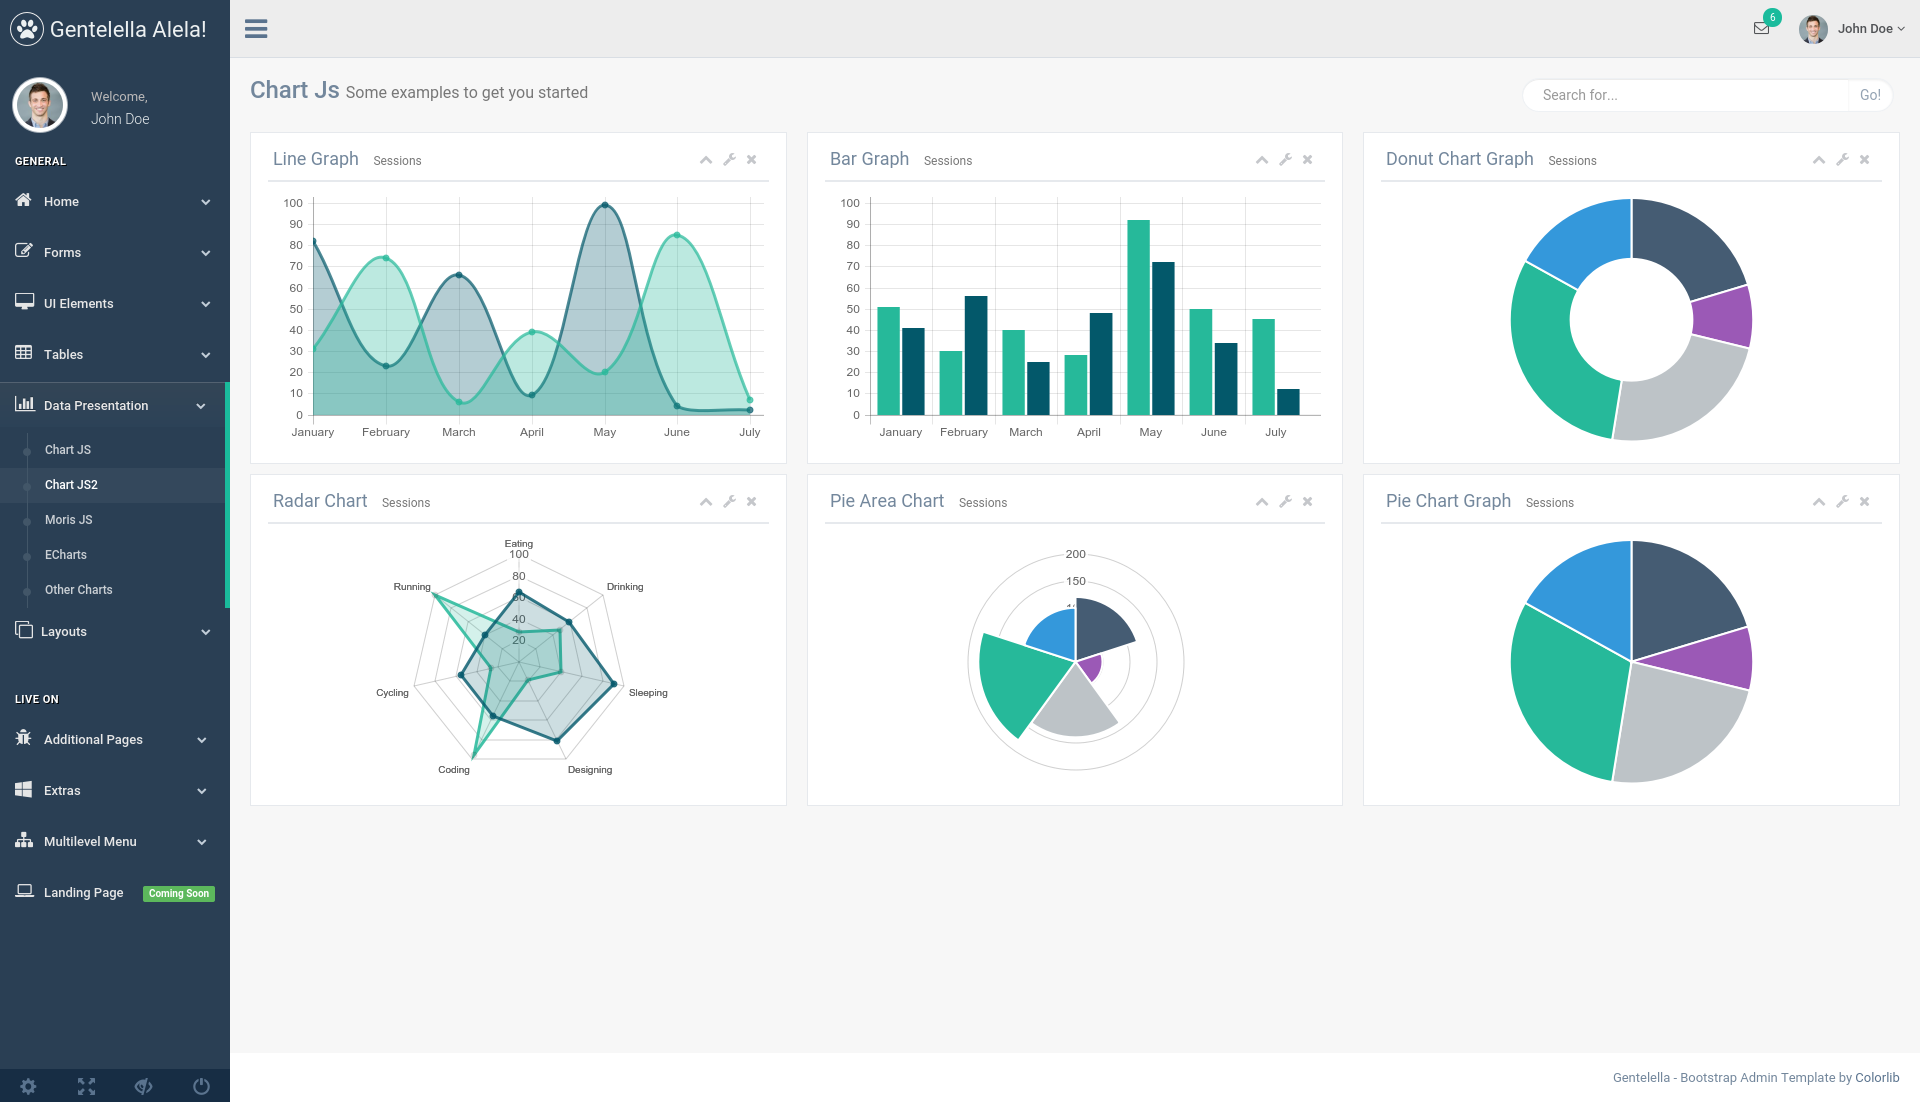 Gentelella Alela!
Welcome,
John Doe
GENERAL
Home
Forms
UI Elements
Tables
Data Presentation
Chart JS
Chart JS2
Moris JS
ECharts
Other Charts
Layouts
LIVE ON
Additional Pages
Extras
Multilevel Menu
Landing Page Coming Soon
6
John Doe
Chart Js Some examples to get you started
Search for... Go!
Line Graph Sessions
100
90
80
70
60
50
40
30
20
10
0
January February March April May June July
Bar Graph Sessions
100
90
80
70
60
50
40
30
20
10
0
January February March April May June July
Donut Chart Graph Sessions
Radar Chart Sessions
Eating
100
80
60
40
20
Running
Drinking
Cycling
Sleeping
Coding
Designing
Pie Area Chart Sessions
200
150
Pie Chart Graph Sessions
Gentelella - Bootstrap Admin Template by Colorlib